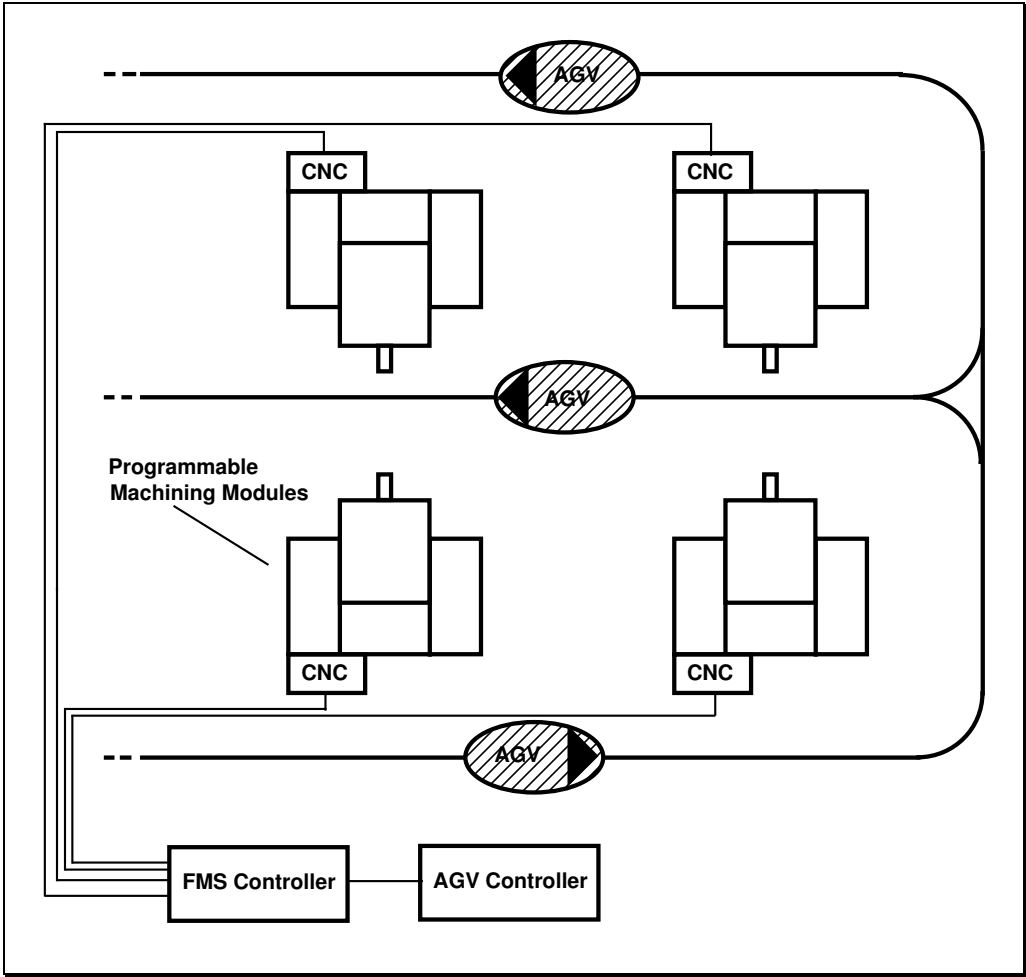 AGV
CNC
CNC
AGV
Programmable
Machining Modules
CNC
CNC
AGV
FMS Controller
AGV Controller